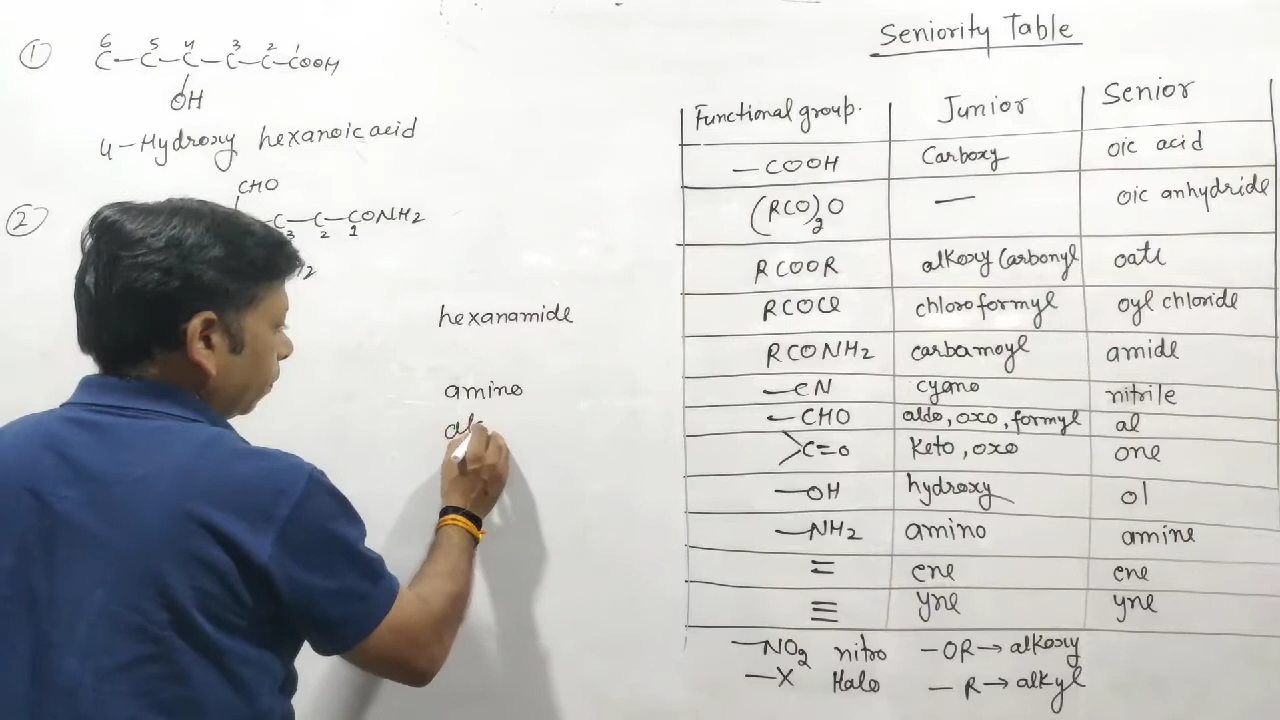 Seniority Table
① 6 5 4 3 2 1
C-C-C-C-C-COOH
OH
4-Hydroxy hexanoic acid
② CHO
C-C-CONH2
3 2 1
2
hexanamide
amino
Functional group. Junior Senior
-COOH Carboxy oic acid
(RCO)2O — oic anhydride
RCOOR alkoxy Carbonyl oate
RCOCl chloroformyl oyl chloride
RCONH2 carbamoyl amide
-CN cyano nitrile
-CHO aldo, oxo, formyl al
>C=O Keto, oxo one
-OH hydroxy ol
-NH2 amino amine
= ene ene
≡ yne yne
-NO2 nitro -OR→alkoxy
-X Halo -R→alkyl